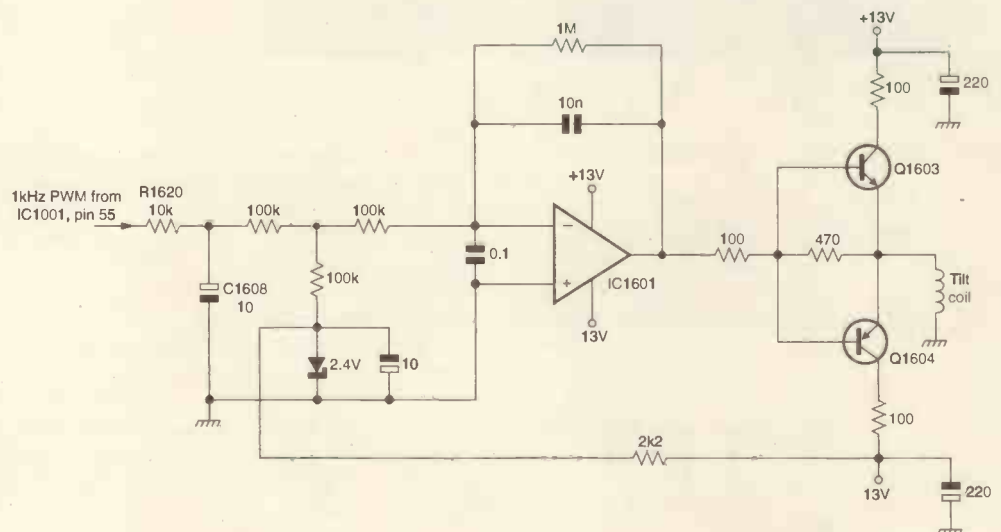 1M
+13V
100
220
10n
Q1603
1kHz PWM from
IC1001, pin 55
R1620
10k
100k
100k
+13V
0.1
IC1601
13V
100
470
Tilt
coil
C1608
10
100k
2.4V
10
Q1604
100
2k2
13V
220